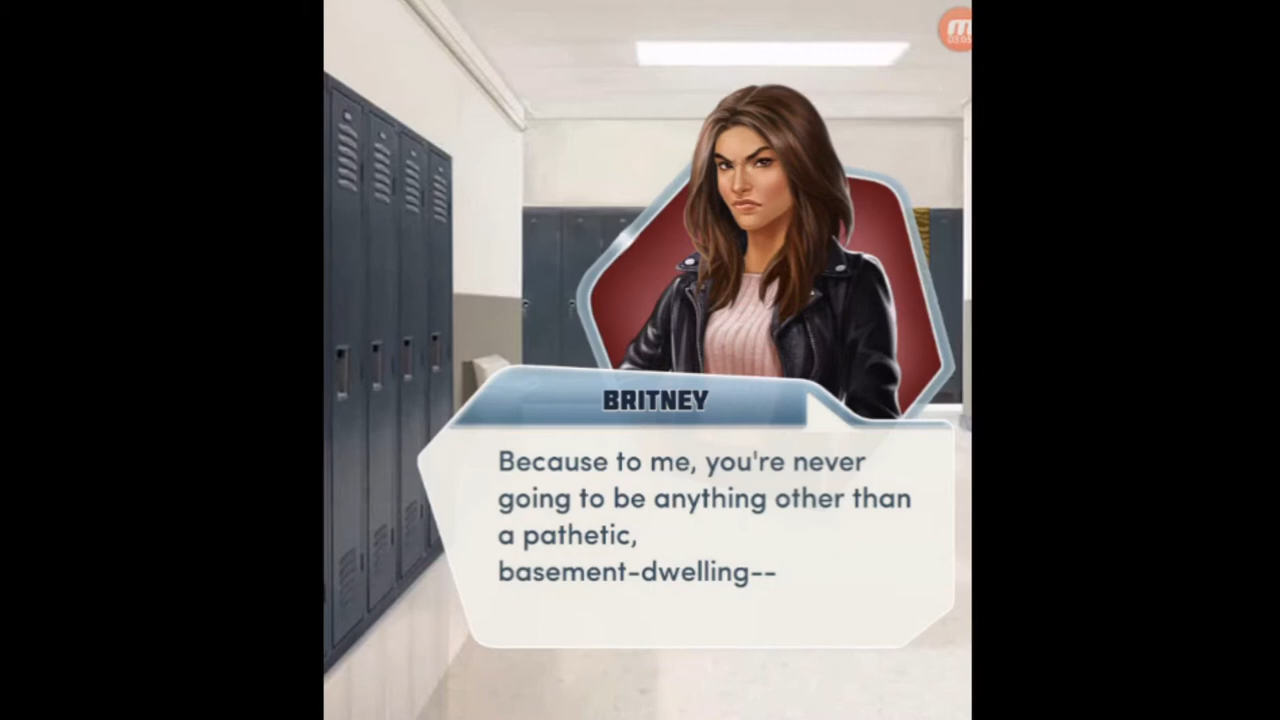 BRITNEY
Because to me, you're never
going to be anything other than
a pathetic,
basement-dwelling--